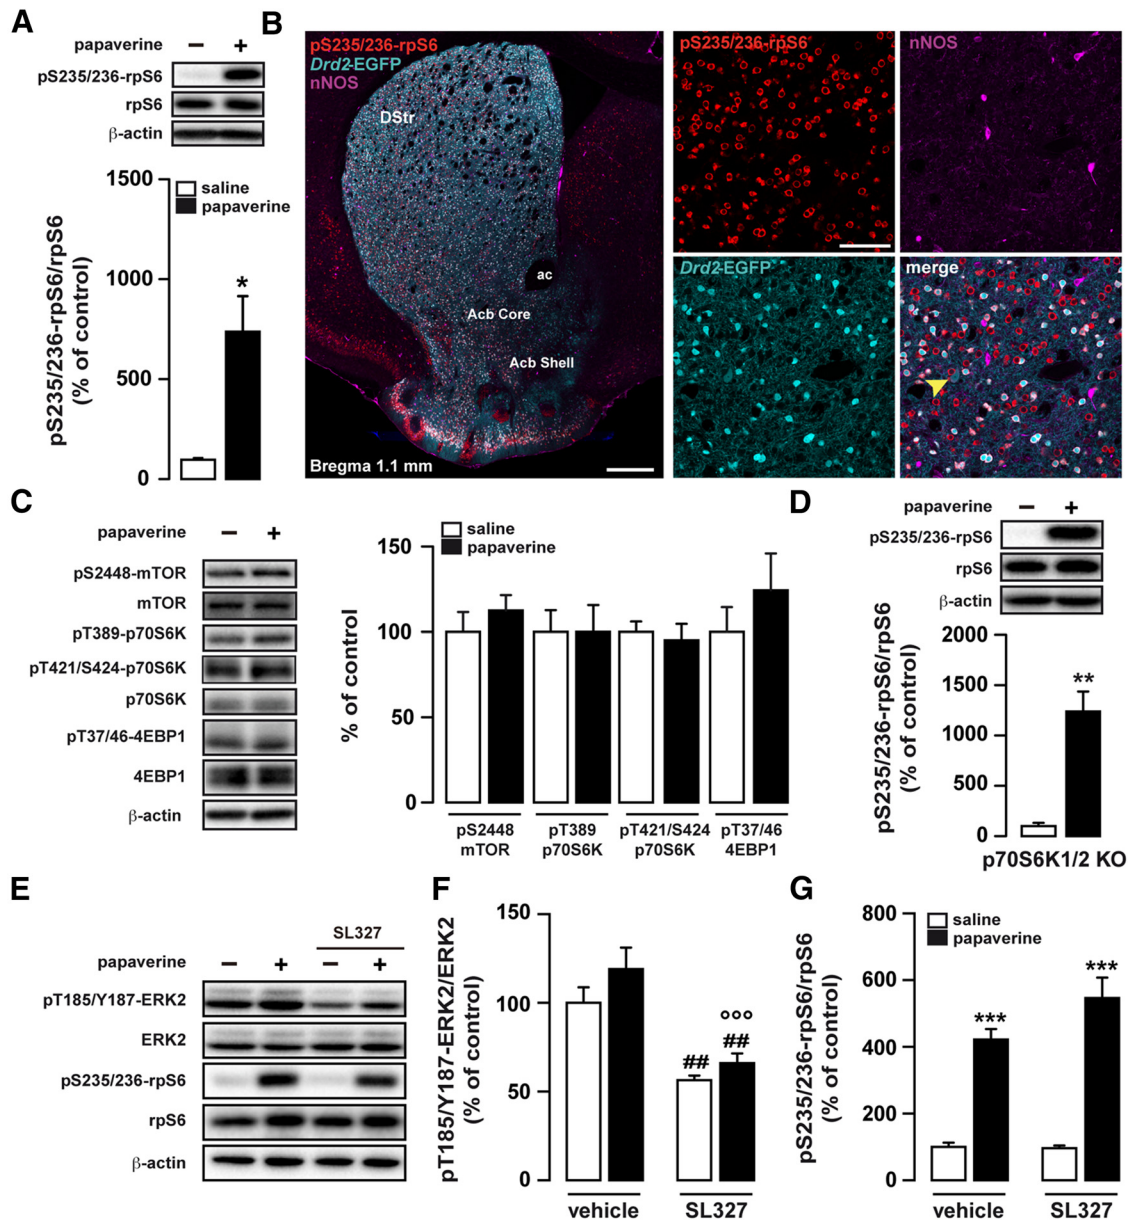 A
papaverine − +
pS235/236-rpS6
rpS6
β-actin
1500
1000
500
0
pS235/236-rpS6/rpS6
(% of control)
saline
papaverine
*
B
pS235/236-rpS6
Drd2-EGFP
nNOS
DStr
ac
Acb Core
Acb Shell
Bregma 1.1 mm
pS235/236-rpS6
nNOS
Drd2-EGFP
merge
C
papaverine − +
pS2448-mTOR
mTOR
pT389-p70S6K
pT421/S424-p70S6K
p70S6K
pT37/46-4EBP1
4EBP1
β-actin
saline
papaverine
150
100
50
0
% of control
pS2448 pT389 pT421/S424 pT37/46
mTOR p70S6K p70S6K 4EBP1
D
papaverine − +
pS235/236-rpS6
rpS6
β-actin
2000
1500
1000
500
0
pS235/236-rpS6/rpS6
(% of control)
**
p70S6K1/2 KO
E
SL327
papaverine − + − +
pT185/Y187-ERK2
ERK2
pS235/236-rpS6
rpS6
β-actin
F
150
100
50
0
pT185/Y187-ERK2/ERK2
(% of control)
°°°
## ##
vehicle SL327
G
800
600
400
200
0
pS235/236-rpS6/rpS6
(% of control)
saline
papaverine
*** ***
vehicle SL327